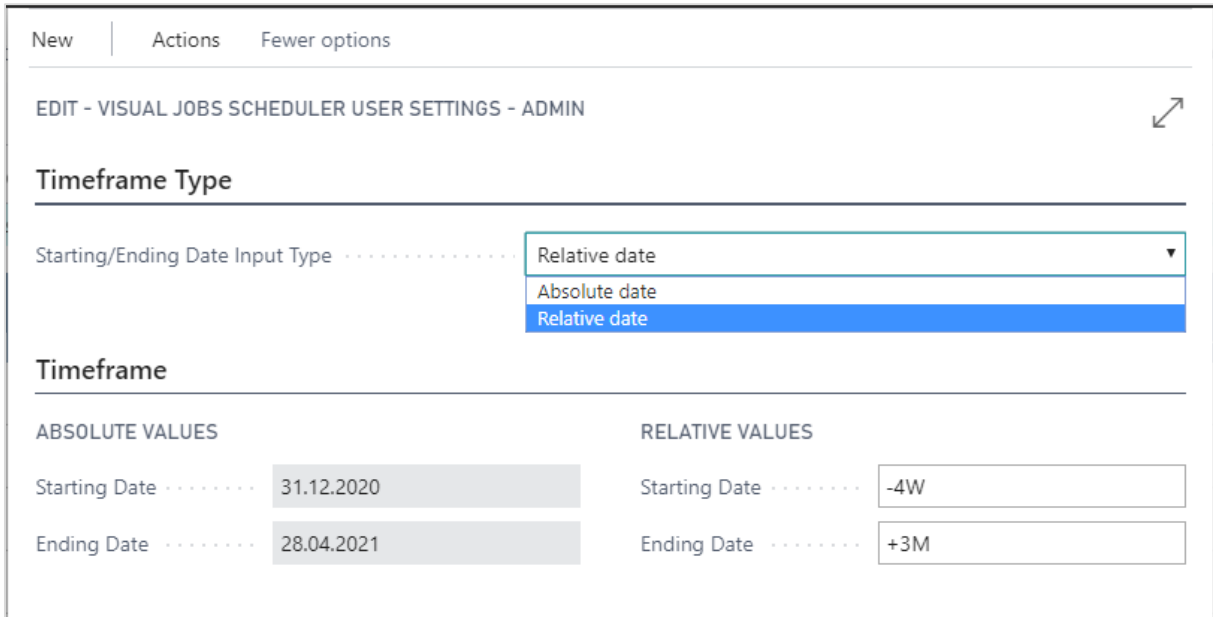 New Actions Fewer options
EDIT - VISUAL JOBS SCHEDULER USER SETTINGS - ADMIN
Timeframe Type
Starting/Ending Date Input Type Relative date
Absolute date
Relative date
Timeframe
ABSOLUTE VALUES RELATIVE VALUES
Starting Date 31.12.2020 Starting Date -4W
Ending Date 28.04.2021 Ending Date +3M